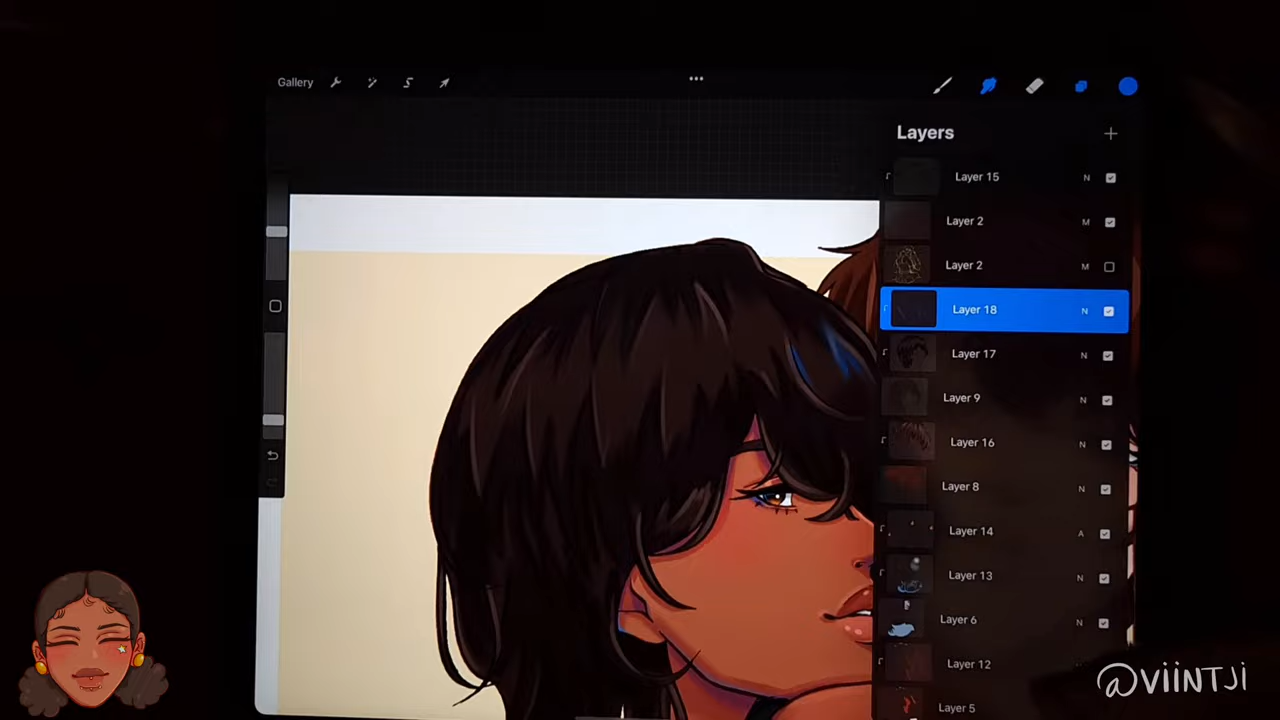 Gallery
Layers
Layer 15 N
Layer 2 M
Layer 2 M
Layer 18 N
Layer 17 N
Layer 9 N
Layer 16 N
Layer 8 N
Layer 14 A
Layer 13 N
Layer 6 N
Layer 12
Layer 5
@VIINTJI